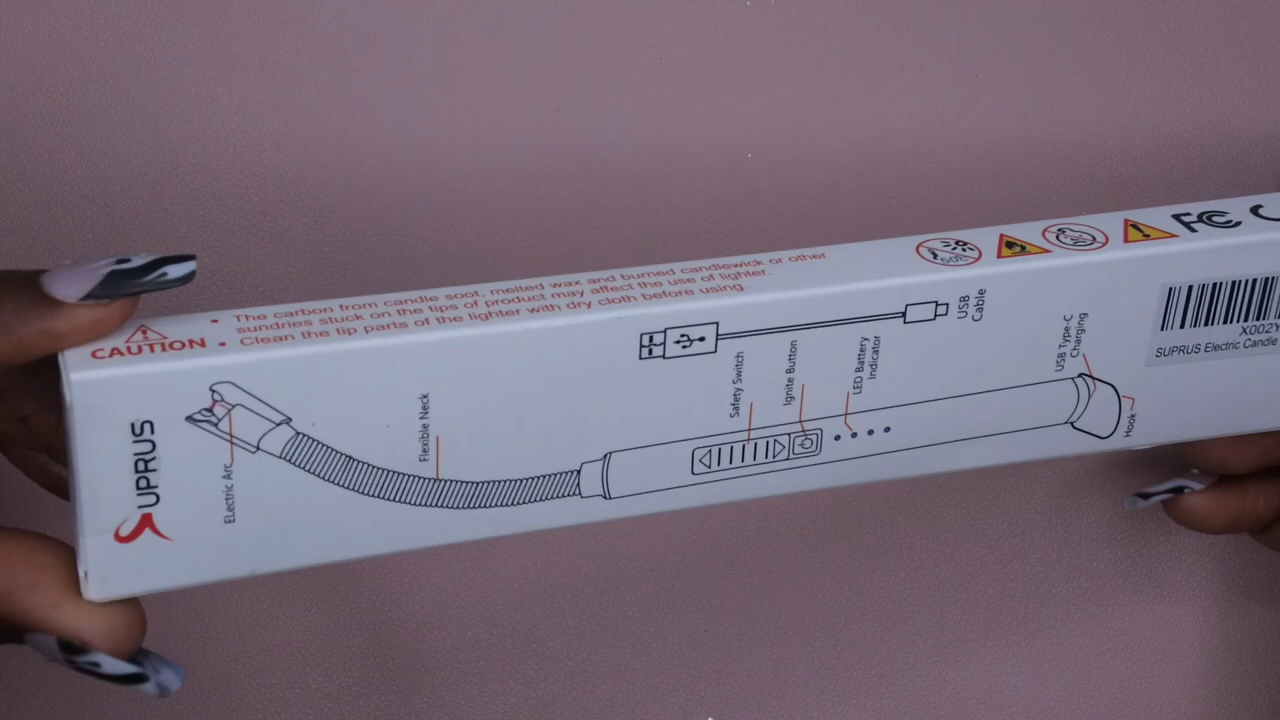 CAUTION
• The carbon from candle soot, melted wax and burned candlewick or other
sundries stuck on the tips of product may affect the use of lighter.
• Clean the tip parts of the lighter with dry cloth before using.
FC
SUPRUS
ELectric Arc
Flexible Neck
Safety Switch
Ignite Button
LED Battery
Indicator
USB
Cable
USB Type-C
Charging
Hook
X002Y
SUPRUS Electric Candle